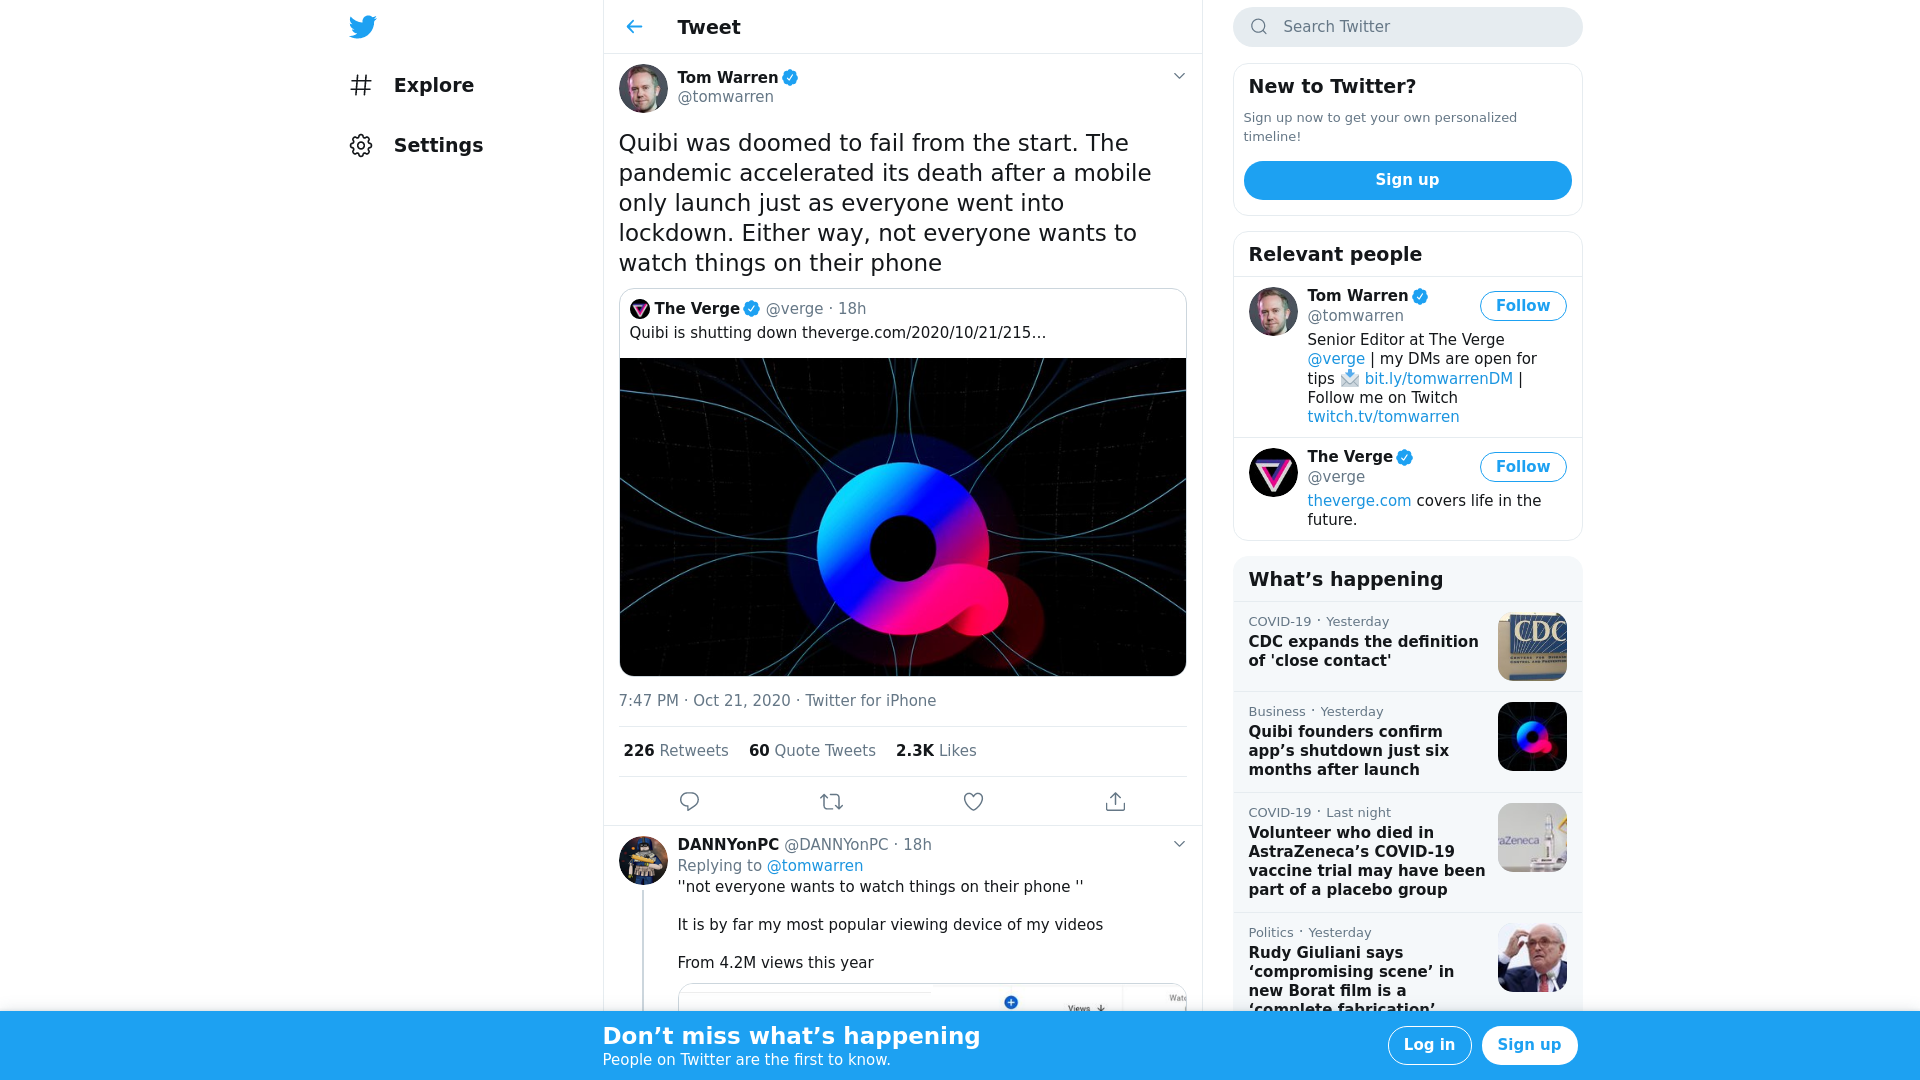 Explore
Settings
Tweet
Tom Warren
@tomwarren
Quibi was doomed to fail from the start. The
pandemic accelerated its death after a mobile
only launch just as everyone went into
lockdown. Either way, not everyone wants to
watch things on their phone
The Verge @verge · 18h
Quibi is shutting down theverge.com/2020/10/21/215…
7:47 PM · Oct 21, 2020 · Twitter for iPhone
226 Retweets 60 Quote Tweets 2.3K Likes
DANNYonPC @DANNYonPC · 18h
Replying to @tomwarren
''not everyone wants to watch things on their phone ''
It is by far my most popular viewing device of my videos
From 4.2M views this year
Views
Search Twitter
New to Twitter?
Sign up now to get your own personalized
timeline!
Sign up
Relevant people
Tom Warren
@tomwarren
Follow
Senior Editor at The Verge
@verge | my DMs are open for
tips 📩 bit.ly/tomwarrenDM |
Follow me on Twitch
twitch.tv/tomwarren
The Verge
@verge
Follow
theverge.com covers life in the
future.
What’s happening
COVID-19 · Yesterday
CDC expands the definition
of 'close contact'
CDC
Business · Yesterday
Quibi founders confirm
app’s shutdown just six
months after launch
COVID-19 · Last night
Volunteer who died in
AstraZeneca’s COVID-19
vaccine trial may have been
part of a placebo group
aZeneca
Politics · Yesterday
Rudy Giuliani says
‘compromising scene’ in
new Borat film is a
‘complete fabrication’
Don’t miss what’s happening
People on Twitter are the first to know.
Log in
Sign up